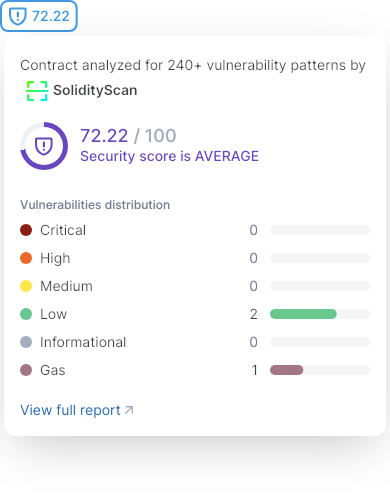 72.22
Contract analyzed for 240+ vulnerability patterns by
SolidityScan
72.22 / 100
Security score is AVERAGE
Vulnerabilities distribution
Critical 0
High 0
Medium 0
Low 2
Informational 0
Gas 1
View full report